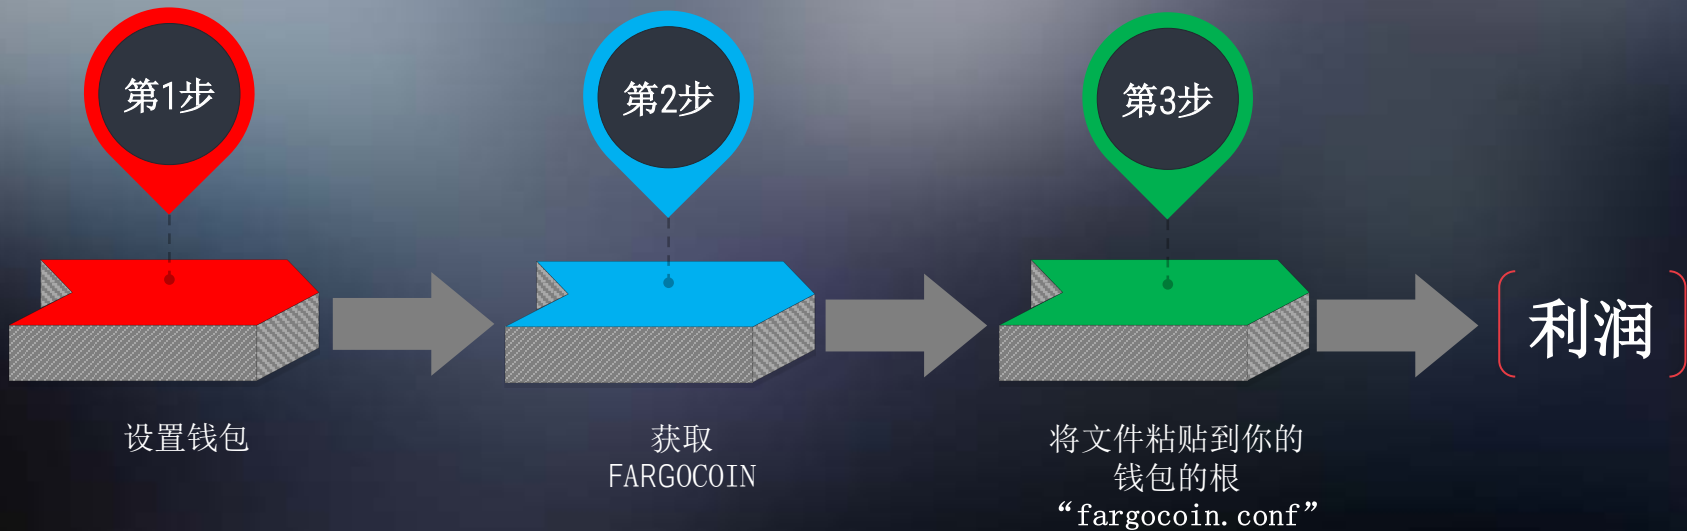 第1步
第2步
第3步
利润
设置钱包
获取
FARGOCOIN
将文件粘贴到你的
钱包的根
“fargocoin.conf”